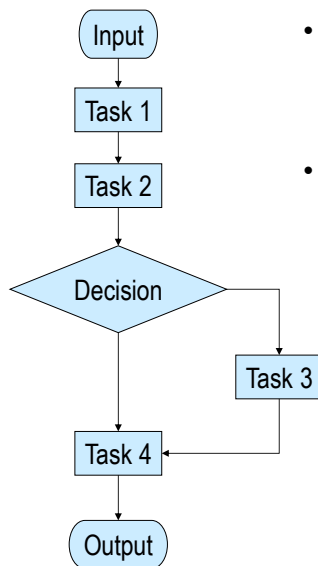 Input
•
Task 1
Task 2
•
Decision
Task 3
Task 4
Output